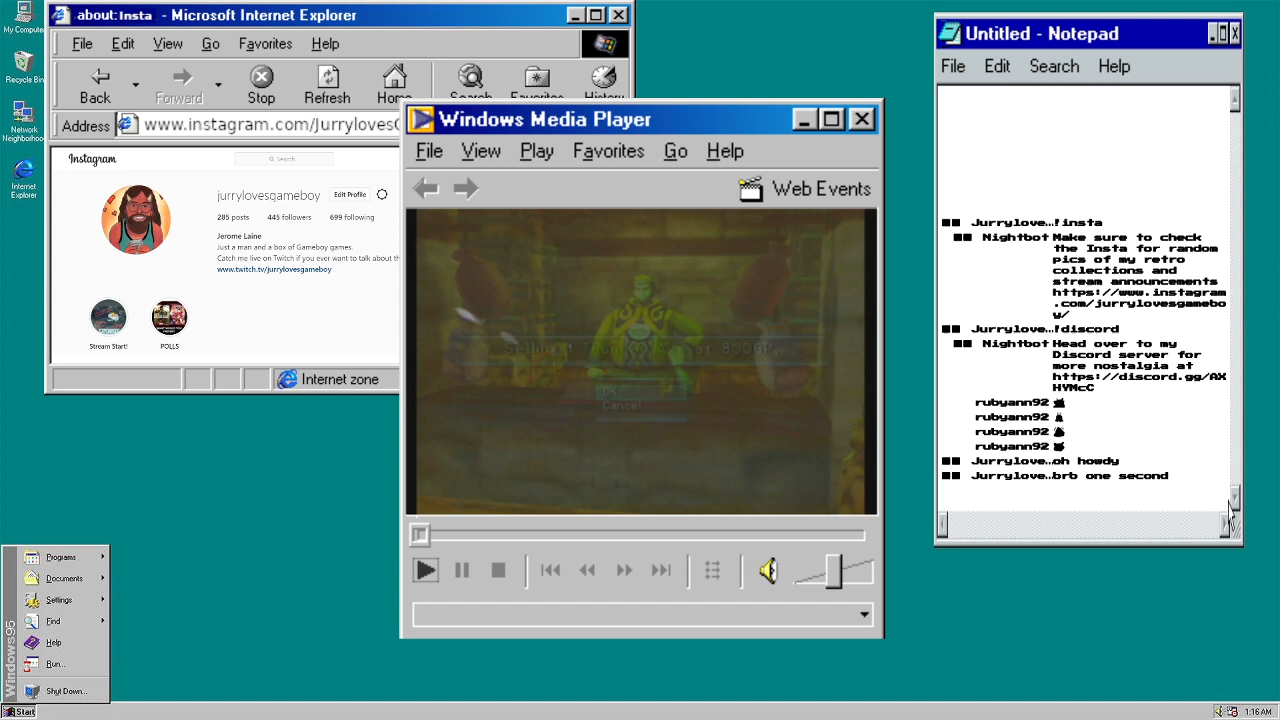 My Compute
Recycle Bin
Network
Neighborhoo
Internet
Explorer
about:insta - Microsoft Internet Explorer
File Edit View Go Favorites Help
Back Forward Stop Refresh Home Search Favorites History
Address www.instagram.com/JurrylovesG
Instagram
Search
jurrylovesgameboy Edit Profile
285 posts 445 followers 699 following
Jerome Laine
Just a man and a box of Gameboy games.
Catch me live on Twitch if you ever want to talk about th
www.twitch.tv/jurrylovesgameboy
Stream Start! POLLS
Internet zone
Windows Media Player
File View Play Favorites Go Help
Web Events
OK
Cancel
Untitled - Notepad
File Edit Search Help
Jurrylove..!insta
Nightbot Make sure to check
the Insta for random
pics of my retro
collections and
stream announcements
https://www.instagram
.com/jurrylovesgamebo
y/
Jurrylove..!discord
Nightbot Head over to my
Discord server for
more nostalgia at
https://discord.gg/AX
HYMcC
rubyann92
rubyann92
rubyann92
rubyann92
Jurrylove..oh howdy
Jurrylove..brb one second
Programs
Documents
Settings
Find
Help
Run...
Shut Down...
Windows95
Start
1:16 AM